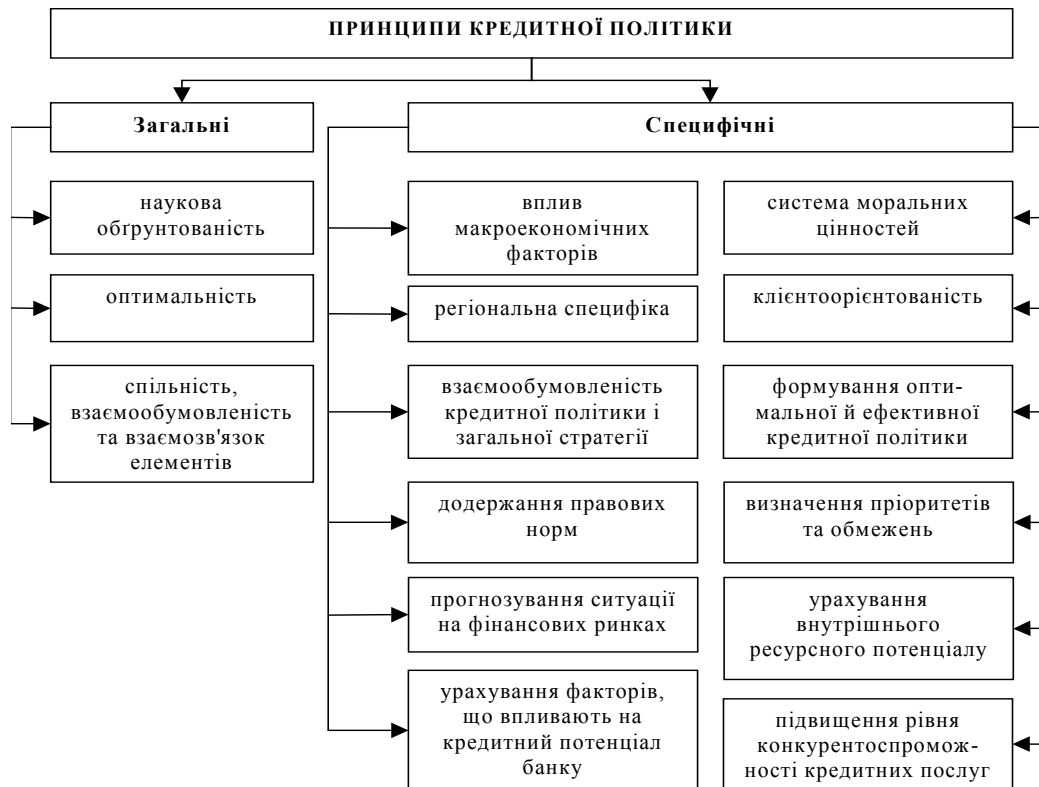 ПРИНЦИПИ КРЕДИТНОЇ ПОЛІТИКИ
Загальні
наукова
обґрунтованість
оптимальність
спільність,
взаємообумовленість
та взаємозв'язок
елементів
Специфічні
вплив
макроекономічних
факторів
регіональна специфіка
взаємообумовленість
кредитної політики і
загальної стратегії
додержання правових
норм
прогнозування ситуації
на фінансових ринках
урахування факторів,
що впливають на
кредитний потенціал
банку
система моральних
цінностей
клієнтоорієнтованість
формування опти-
мальної й ефективної
кредитної політики
визначення пріоритетів
та обмежень
урахування
внутрішнього
ресурсного потенціалу
підвищення рівня
конкурентоспромож-
ності кредитних послуг